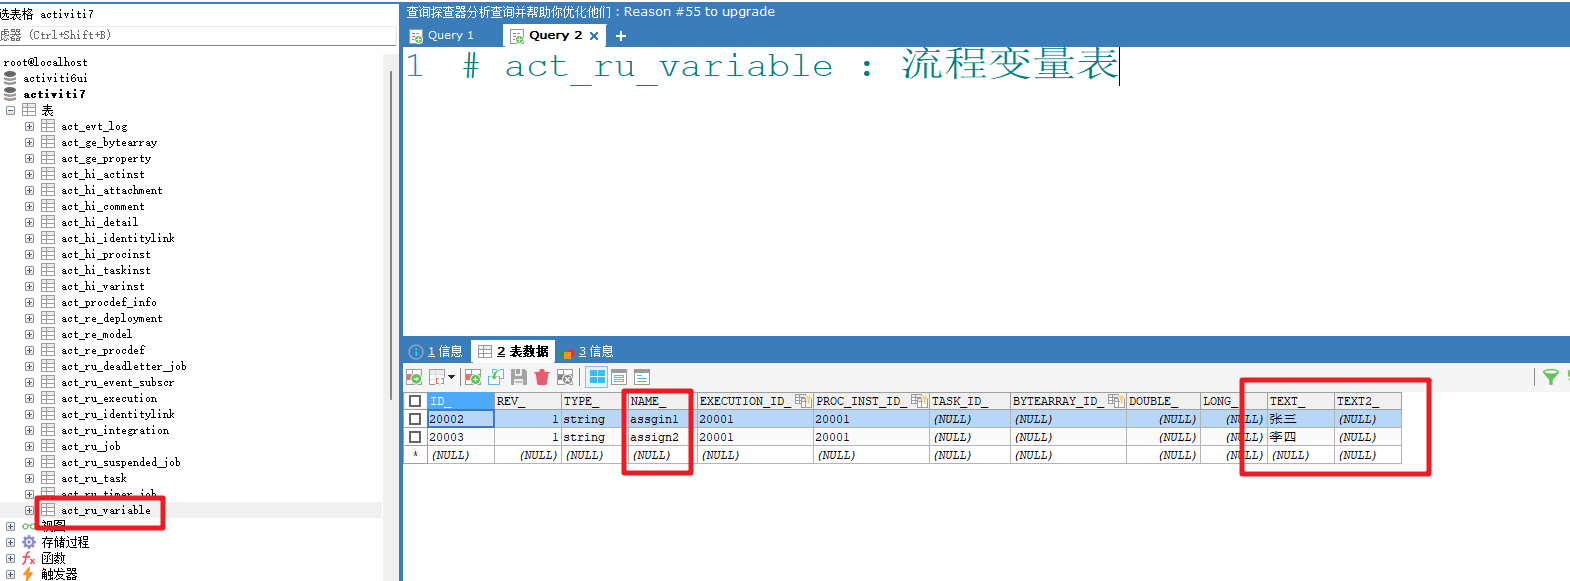 选表格 activiti7
滤器 (Ctrl+Shift+B)
root@localhost
activiti6ui
activiti7
表
act_evt_log
act_ge_bytearray
act_ge_property
act_hi_actinst
act_hi_attachment
act_hi_comment
act_hi_detail
act_hi_identitylink
act_hi_procinst
act_hi_taskinst
act_hi_varinst
act_procdef_info
act_re_deployment
act_re_model
act_re_procdef
act_ru_deadletter_job
act_ru_event_subscr
act_ru_execution
act_ru_identitylink
act_ru_integration
act_ru_job
act_ru_suspended_job
act_ru_task
act_ru_timer_job
act_ru_variable
视图
存储过程
函数
触发器
查询探查器分析查询并帮助你优化他们：Reason #55 to upgrade
Query 1 Query 2
1 # act_ru_variable : 流程变量表
1 信息 2 表数据 3 信息
ID_ REV_ TYPE_ NAME_ EXECUTION_ID_ PROC_INST_ID_ TASK_ID_ BYTEARRAY_ID_ DOUBLE_ LONG_ TEXT_ TEXT2_
20002 1 string assgin1 20001 20001 (NULL) (NULL) (NULL) (NULL) 张三 (NULL)
20003 1 string assign2 20001 20001 (NULL) (NULL) (NULL) (NULL) 李四 (NULL)
* (NULL) (NULL) (NULL) (NULL) (NULL) (NULL) (NULL) (NULL) (NULL) (NULL) (NULL) (NULL)